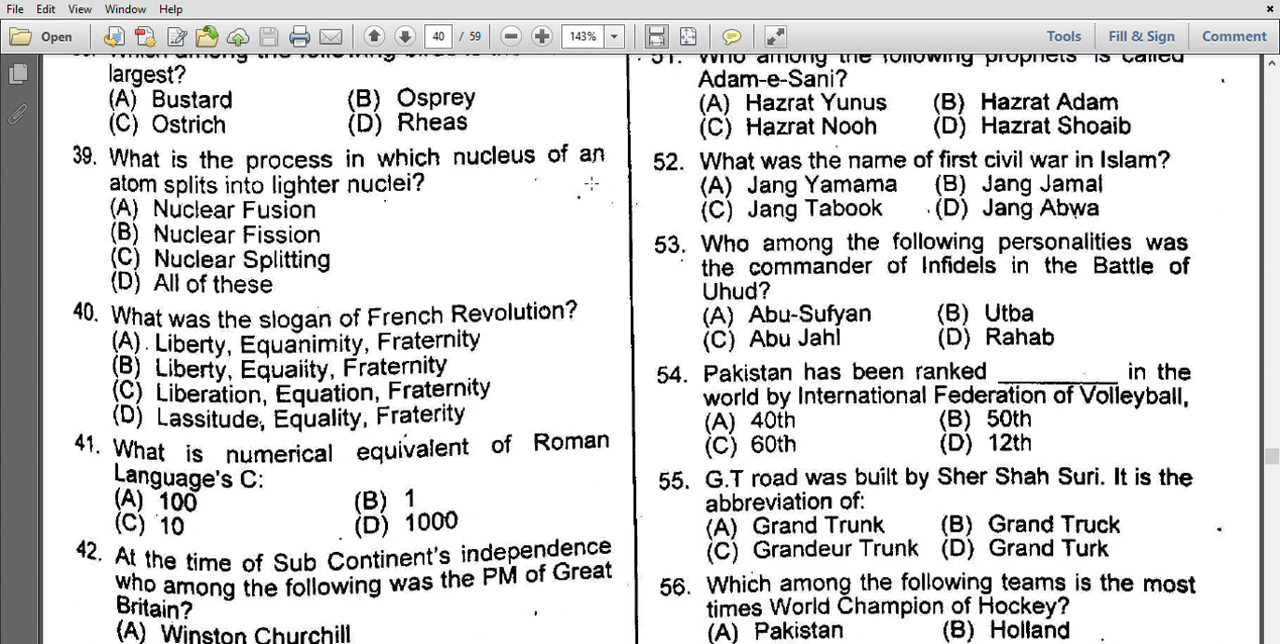 File Edit View Window Help
Open 40 / 59 143% Tools Fill & Sign Comment
largest?
(A) Bustard (B) Osprey
(C) Ostrich (D) Rheas
39. What is the process in which nucleus of an
atom splits into lighter nuclei?
(A) Nuclear Fusion
(B) Nuclear Fission
(C) Nuclear Splitting
(D) All of these
40. What was the slogan of French Revolution?
(A) Liberty, Equanimity, Fraternity
(B) Liberty, Equality, Fraternity
(C) Liberation, Equation, Fraternity
(D) Lassitude, Equality, Fraterity
41. What is numerical equivalent of Roman
Language's C:
(A) 100 (B) 1
(C) 10 (D) 1000
42. At the time of Sub Continent's independence
who among the following was the PM of Great
Britain?
(A) Winston Churchill
51. Who among the following prophets is called
Adam-e-Sani?
(A) Hazrat Yunus (B) Hazrat Adam
(C) Hazrat Nooh (D) Hazrat Shoaib
52. What was the name of first civil war in Islam?
(A) Jang Yamama (B) Jang Jamal
(C) Jang Tabook (D) Jang Abwa
53. Who among the following personalities was
the commander of Infidels in the Battle of
Uhud?
(A) Abu-Sufyan (B) Utba
(C) Abu Jahl (D) Rahab
54. Pakistan has been ranked __________ in the
world by International Federation of Volleyball,
(A) 40th (B) 50th
(C) 60th (D) 12th
55. G.T road was built by Sher Shah Suri. It is the
abbreviation of:
(A) Grand Trunk (B) Grand Truck
(C) Grandeur Trunk (D) Grand Turk
56. Which among the following teams is the most
times World Champion of Hockey?
(A) Pakistan (B) Holland